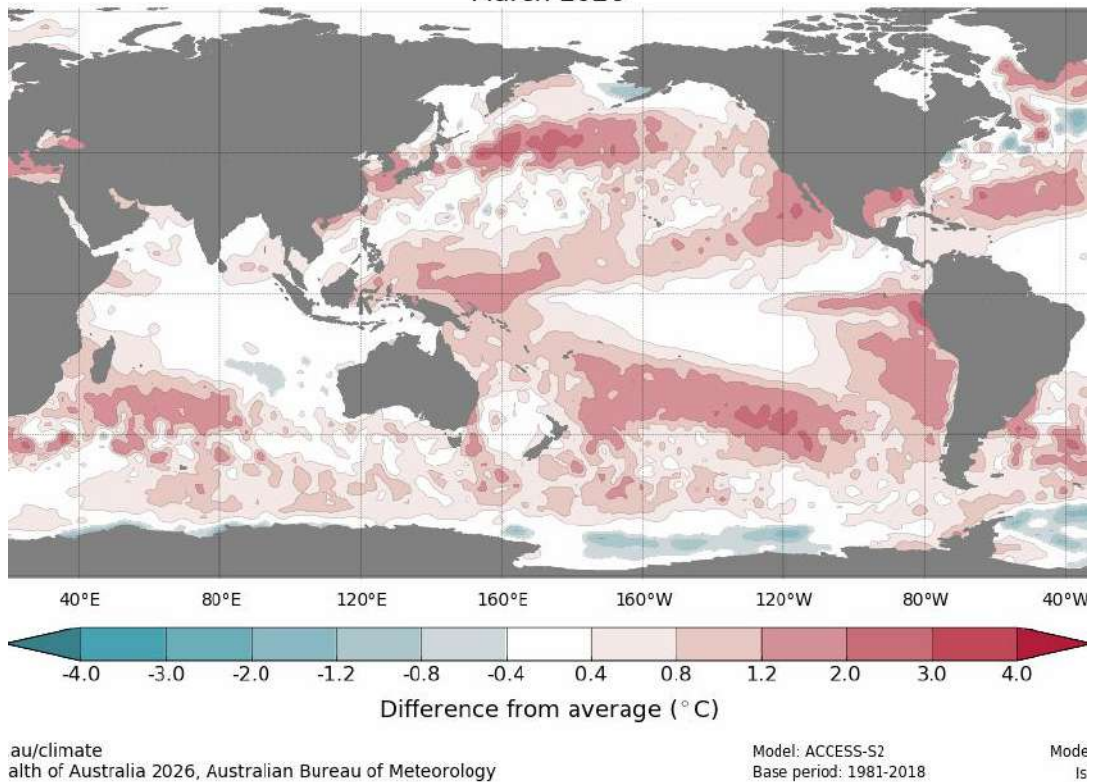 March 2026
40°E 80°E 120°E 160°E 160°W 120°W 80°W 40°W
-4.0 -3.0 -2.0 -1.2 -0.8 -0.4 0.4 0.8 1.2 2.0 3.0 4.0
Difference from average (°C)
au/climate
alth of Australia 2026, Australian Bureau of Meteorology
Model: ACCESS-S2
Base period: 1981-2018
Mode
Is